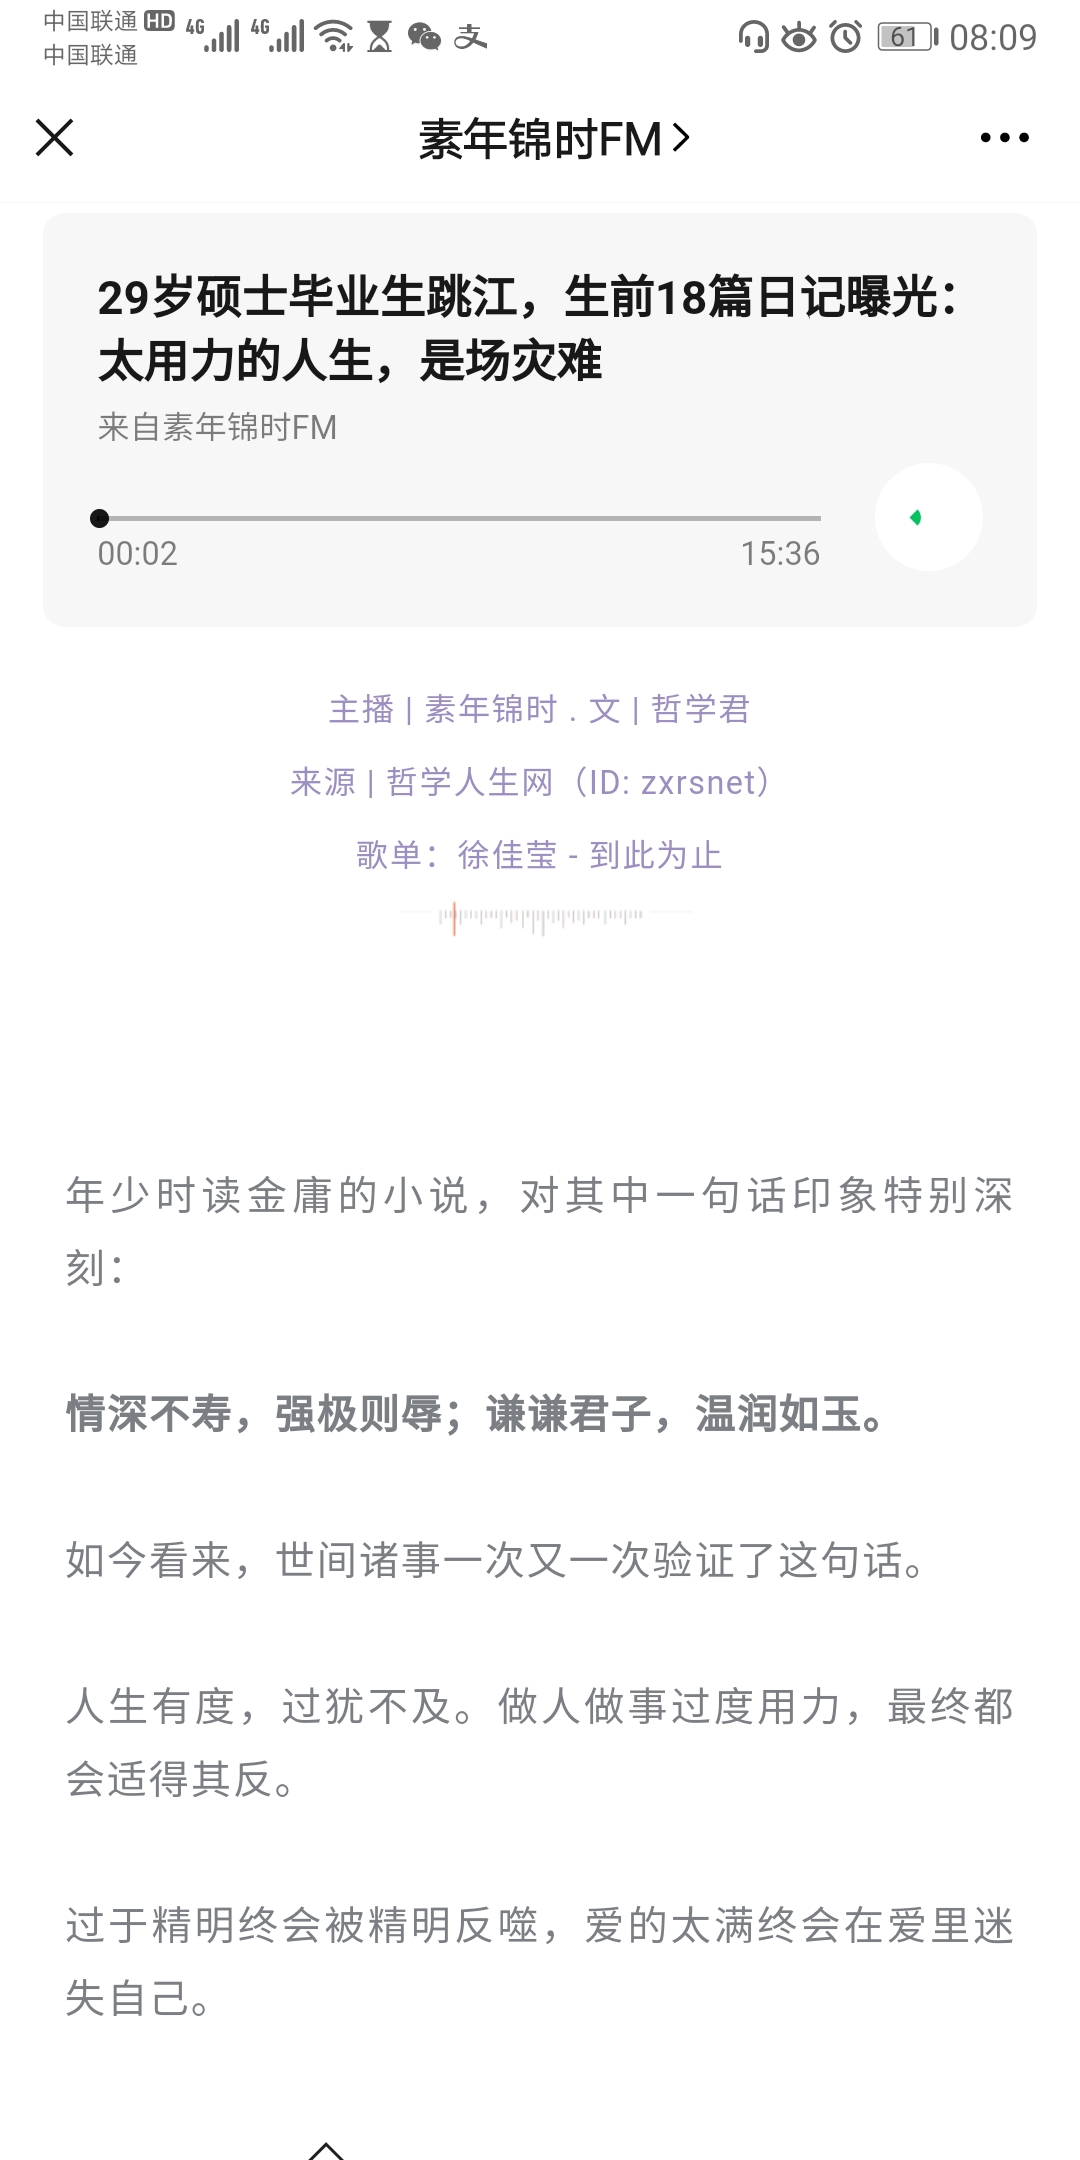 中国联通 HD 4G 4G 支 61 08:09
中国联通
素年锦时FM
29岁硕士毕业生跳江，生前18篇日记曝光：
太用力的人生，是场灾难
来自素年锦时FM
00:02 15:36
主播 | 素年锦时 . 文 | 哲学君
来源 | 哲学人生网（ID: zxrsnet）
歌单：徐佳莹 - 到此为止
年少时读金庸的小说，对其中一句话印象特别深
刻：
情深不寿，强极则辱；谦谦君子，温润如玉。
如今看来，世间诸事一次又一次验证了这句话。
人生有度，过犹不及。做人做事过度用力，最终都
会适得其反。
过于精明终会被精明反噬，爱的太满终会在爱里迷
失自己。